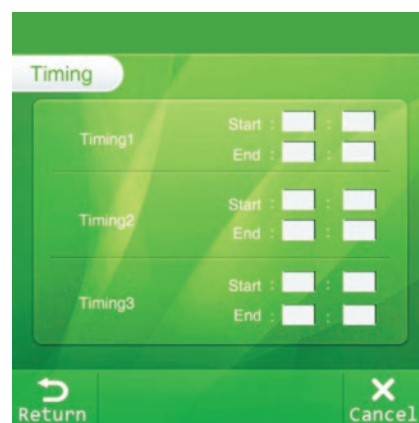 Timing
Timing1
Start : :
End : :
Timing2
Start : :
End : :
Timing3
Start : :
End : :
Return
Cancel